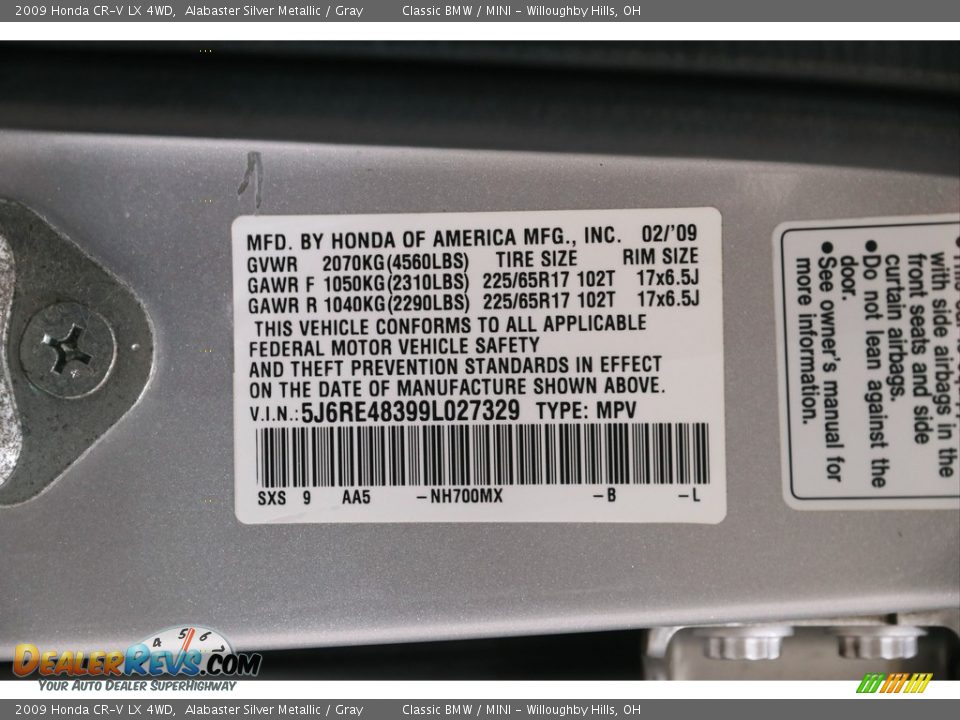 2009 Honda CR-V LX 4WD, Alabaster Silver Metallic / Gray Classic BMW / MINI - Willoughby Hills, OH
MFD. BY HONDA OF AMERICA MFG., INC. 02/'09
GVWR 2070KG(4560LBS) TIRE SIZE RIM SIZE
GAWR F 1050KG(2310LBS) 225/65R17 102T 17x6.5J
GAWR R 1040KG(2290LBS) 225/65R17 102T 17x6.5J
THIS VEHICLE CONFORMS TO ALL APPLICABLE
FEDERAL MOTOR VEHICLE SAFETY
AND THEFT PREVENTION STANDARDS IN EFFECT
ON THE DATE OF MANUFACTURE SHOWN ABOVE.
V.I.N.: 5J6RE48399L027329 TYPE: MPV
SXS 9 AA5 -NH700MX -B -L
with side airbags in the
front seats and side
curtain airbags.
●Do not lean against the
door.
●See owner's manual for
more information.
4 5 6
DEALERREVS.COM
YOUR AUTO DEALER SUPERHIGHWAY
2009 Honda CR-V LX 4WD, Alabaster Silver Metallic / Gray Classic BMW / MINI - Willoughby Hills, OH